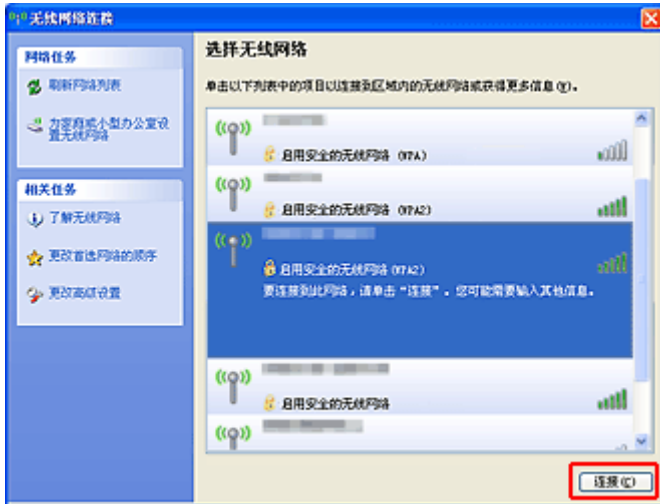 无线网络连接
网络任务
刷新网络列表
为家庭或小型办公室设
置无线网络
相关任务
了解无线网络
更改首选网络的顺序
更改高级设置
选择无线网络
单击以下列表中的项目以连接到区域内的无线网络或获得更多信息(W)。
启用安全的无线网络 (WPA)
启用安全的无线网络 (WPA2)
启用安全的无线网络 (WPA2)
要连接到此网络，请单击“连接”。您可能需要输入其他信息。
启用安全的无线网络
连接(C)